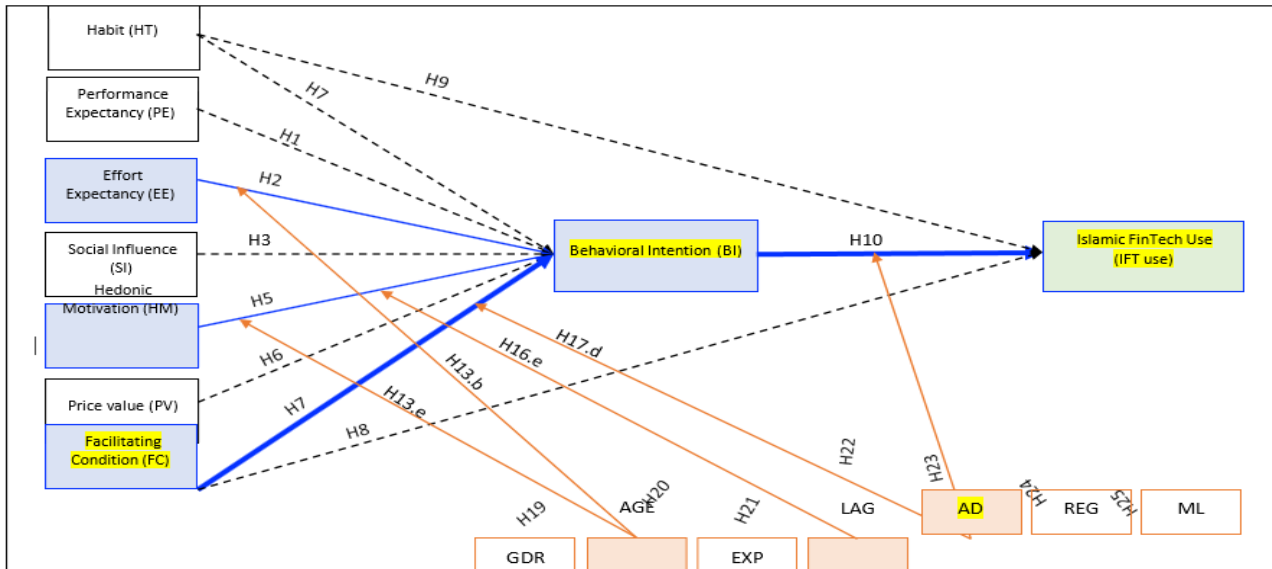 Habit (HT)
H9
H7
Performance
Expectancy (PE)
H1
Effort
Expectancy (EE)
H2
Social Influence
(SI)
H3
Behavioral Intention (BI)
H10
Islamic FinTech Use
(IFT use)
Hedonic
Motivation (HM)
H5
H6
H17.d
H16.e
H13.b
H13.e
Price value (PV)
H7
H8
Facilitating
Condition (FC)
H22
H23
H19
AGE
H20
H21
LAG
AD
H24
REG
H25
ML
GDR
EXP